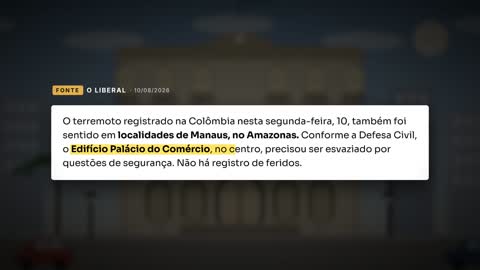 FONTE O LIBERAL · 10/08/2026
O terremoto registrado na Colômbia nesta segunda-feira, 10, também foi
sentido em localidades de Manaus, no Amazonas. Conforme a Defesa Civil,
o Edifício Palácio do Comércio, no centro, precisou ser esvaziado por
questões de segurança. Não há registro de feridos.